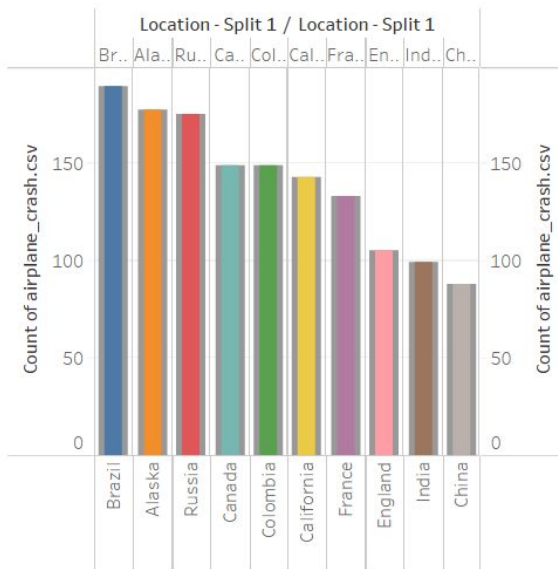 Location - Split 1 / Location - Split 1
Br.. Ala.. Ru.. Ca.. Col.. Cal.. Fra.. En.. Ind.. Ch..
Count of airplane_crash.csv
150
100
50
0
Brazil
Alaska
Russia
Canada
Colombia
California
France
England
India
China
150
100
50
0
Count of airplane_crash.csv